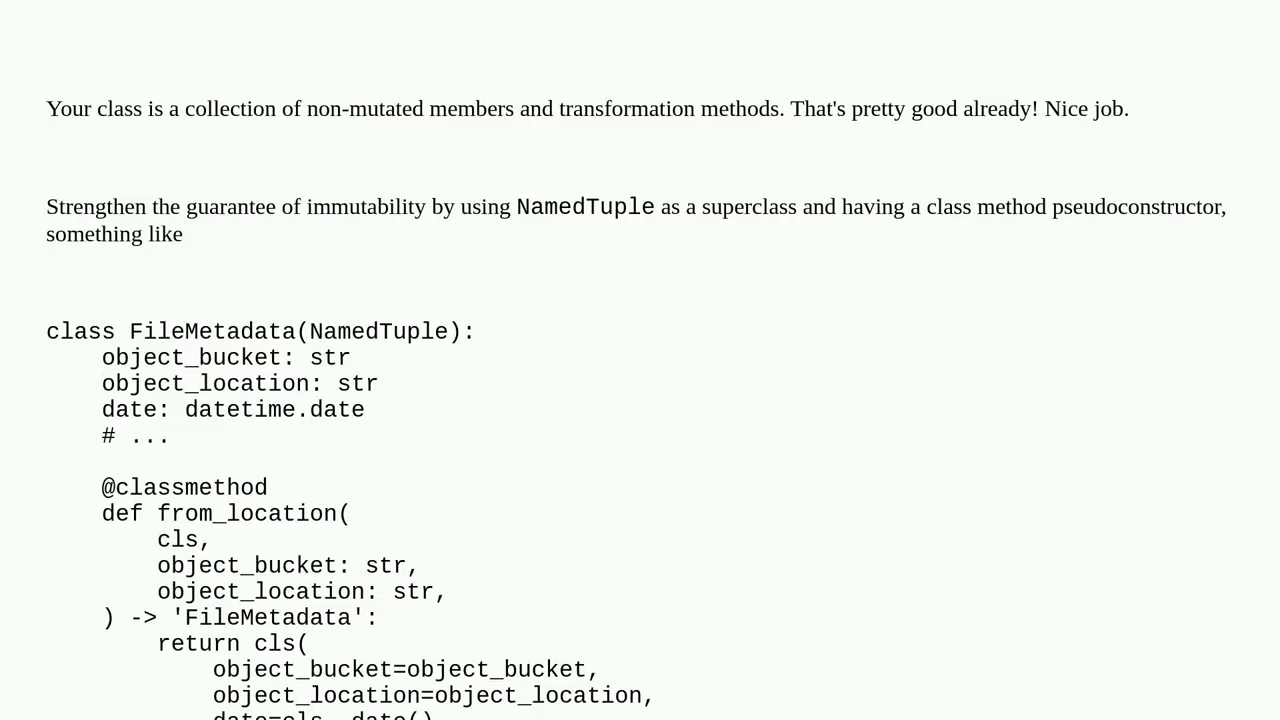 Your class is a collection of non-mutated members and transformation methods. That's pretty good already! Nice job.
Strengthen the guarantee of immutability by using NamedTuple as a superclass and having a class method pseudoconstructor,
something like
class FileMetadata(NamedTuple):
    object_bucket: str
    object_location: str
    date: datetime.date
    # ...

    @classmethod
    def from_location(
        cls,
        object_bucket: str,
        object_location: str,
    ) -> 'FileMetadata':
        return cls(
            object_bucket=object_bucket,
            object_location=object_location,